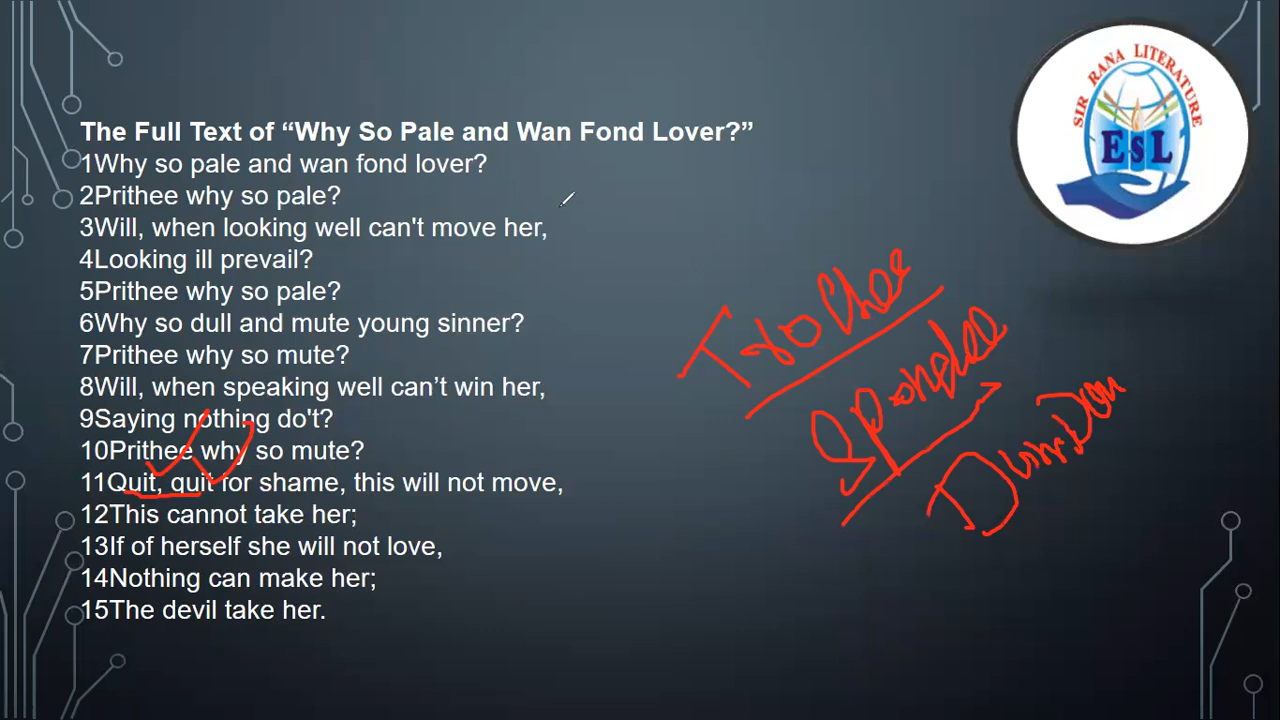 The Full Text of “Why So Pale and Wan Fond Lover?”
1Why so pale and wan fond lover?
2Prithee why so pale?
3Will, when looking well can't move her,
4Looking ill prevail?
5Prithee why so pale?
6Why so dull and mute young sinner?
7Prithee why so mute?
8Will, when speaking well can’t win her,
9Saying nothing do't?
10Prithee why so mute?
11Quit, quit for shame, this will not move,
12This cannot take her;
13If of herself she will not love,
14Nothing can make her;
15The devil take her.
SIR RANA LITERATURE
EsL
Trochee
Spondee